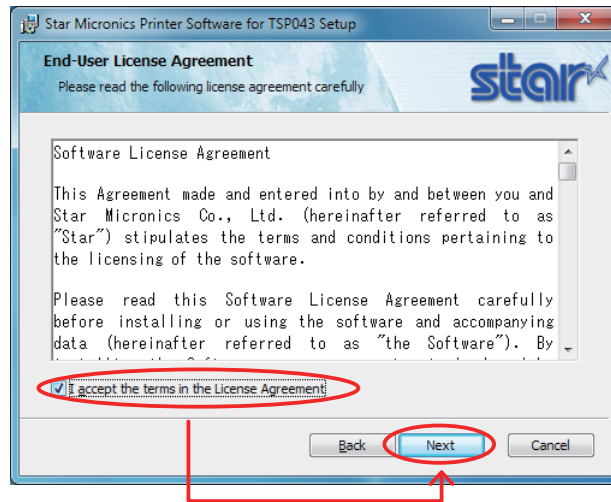 Star Micronics Printer Software for TSP043 Setup
End-User License Agreement
Please read the following license agreement carefully
star
Software License Agreement
This Agreement made and entered into by and between you and
Star Micronics Co., Ltd. (hereinafter referred to as
"Star") stipulates the terms and conditions pertaining to
the licensing of the software.
Please read this Software License Agreement carefully
before installing or using the software and accompanying
data (hereinafter referred to as "the Software"). By
I accept the terms in the License Agreement
Back
Next
Cancel